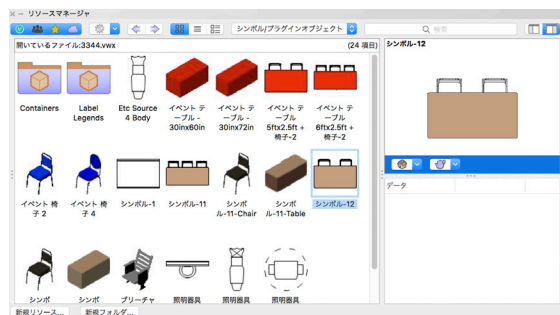 リソースマネージャ
シンボル/プラグインオブジェクト
検索
開いているファイル:3344.vwx
(24 項目)
シンボル-12
Containers
Label
Legends
Etc Source
4 Body
イベント テ
ーブル -
30inx60in
イベント テ
ーブル -
30inx72in
イベント テ
ーブル
5ftx2.5ft +
椅子-2
イベント テ
ーブル
6ftx2.5ft +
椅子-2
イベント 椅
子 2
イベント 椅
子 4
シンボル-1
シンボル-11
シンボ
ル-11-Chair
シンボ
ル-11-Table
シンボル-12
データ
シンボ
シンボ
ブリーチャ
照明器具
照明器具
照明器具
新規リソース...
新規フォルダ...